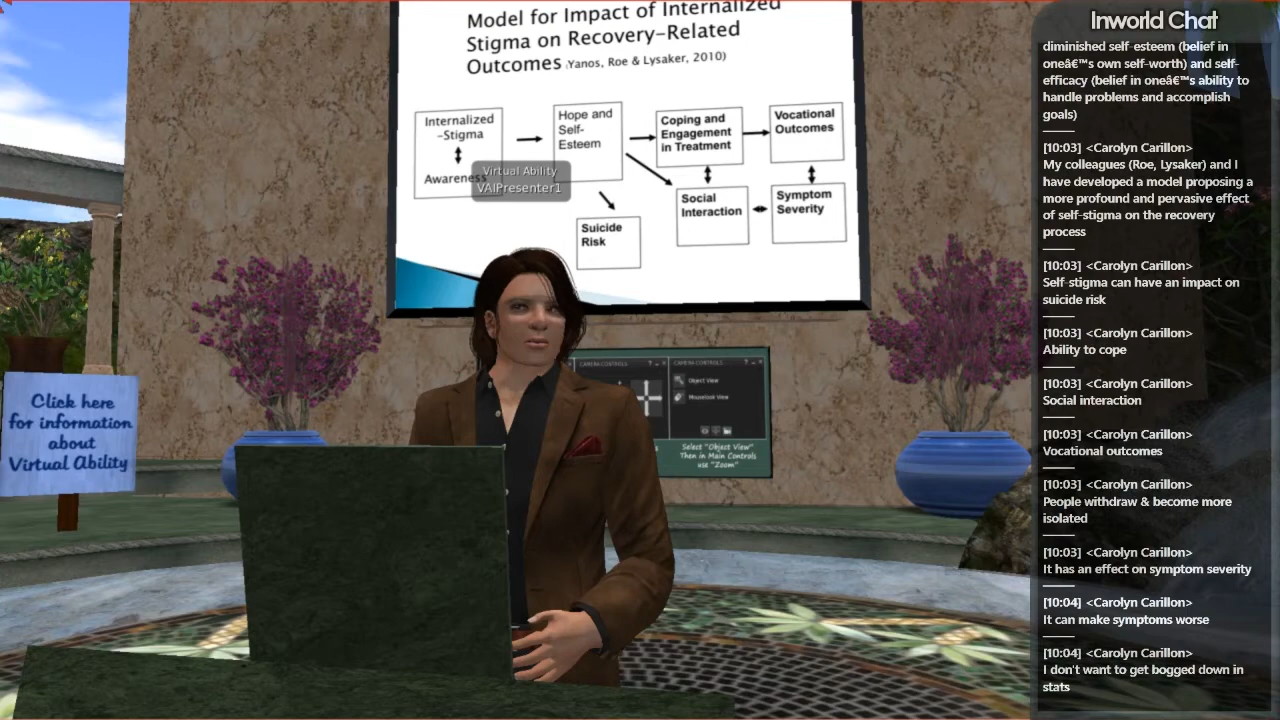 Model for Impact of Internalized
Stigma on Recovery-Related
Outcomes (Yanos, Roe & Lysaker, 2010)
Internalized
-Stigma
Awareness
Hope and
Self-
Esteem
Coping and
Engagement
in Treatment
Vocational
Outcomes
Suicide
Risk
Social
Interaction
Symptom
Severity
Virtual Ability
VAIPresenter1
CAMERA CONTROLS
CAMERA CONTROLS
Object View
Mouselook View
Select "Object View"
Then in Main Controls
use "Zoom"
Click here
for information
about
Virtual Ability
Inworld Chat
diminished self-esteem (belief in
oneâ€™s own self-worth) and self-
efficacy (belief in oneâ€™s ability to
handle problems and accomplish
goals)
[10:03] <Carolyn Carillon>
My colleagues (Roe, Lysaker) and I
have developed a model proposing a
more profound and pervasive effect
of self-stigma on the recovery
process
[10:03] <Carolyn Carillon>
Self-stigma can have an impact on
suicide risk
[10:03] <Carolyn Carillon>
Ability to cope
[10:03] <Carolyn Carillon>
Social interaction
[10:03] <Carolyn Carillon>
Vocational outcomes
[10:03] <Carolyn Carillon>
People withdraw & become more
isolated
[10:03] <Carolyn Carillon>
It has an effect on symptom severity
[10:04] <Carolyn Carillon>
It can make symptoms worse
[10:04] <Carolyn Carillon>
I don't want to get bogged down in
stats